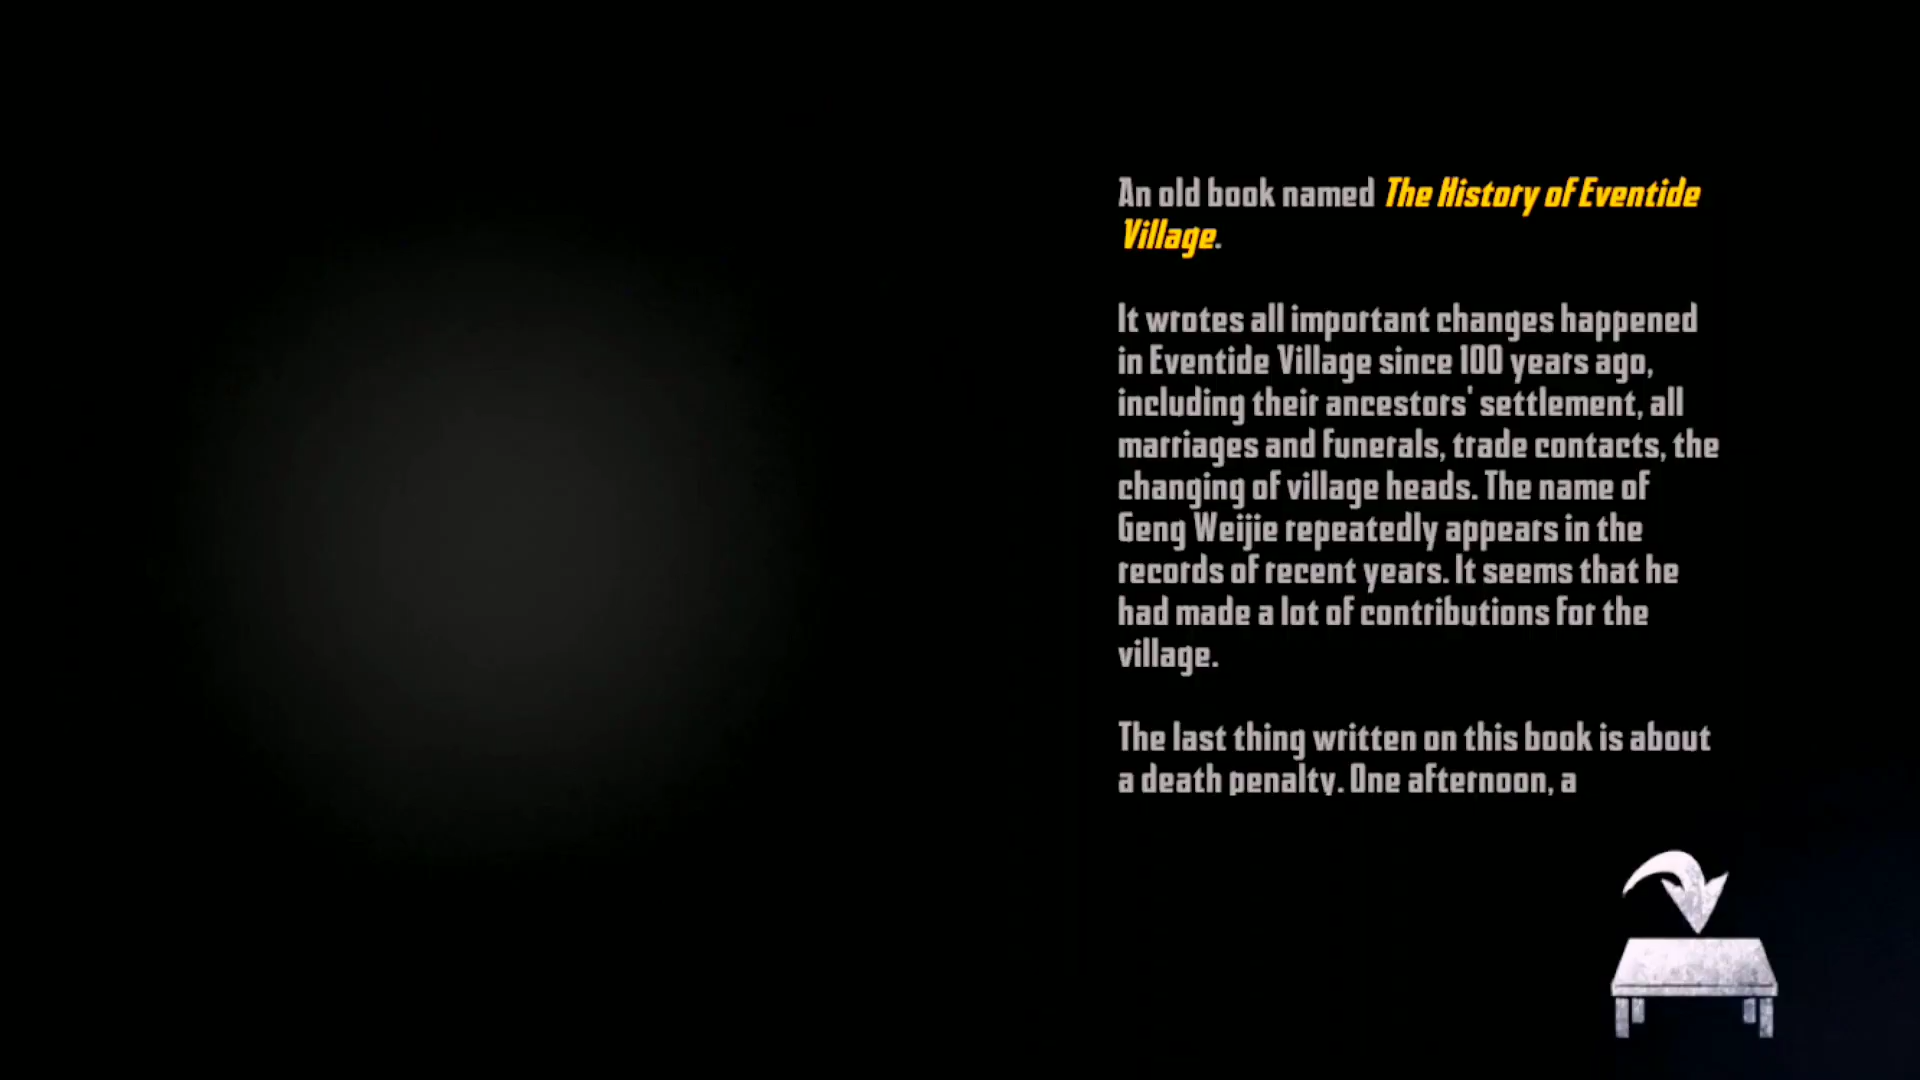 An old book named The History of Eventide
Village.
It wrotes all important changes happened
in Eventide Village since 100 years ago,
including their ancestors' settlement, all
marriages and funerals, trade contacts, the
changing of village heads. The name of
Geng Weijie repeatedly appears in the
records of recent years. It seems that he
had made a lot of contributions for the
village.
The last thing written on this book is about
a death penalty. One afternoon, a